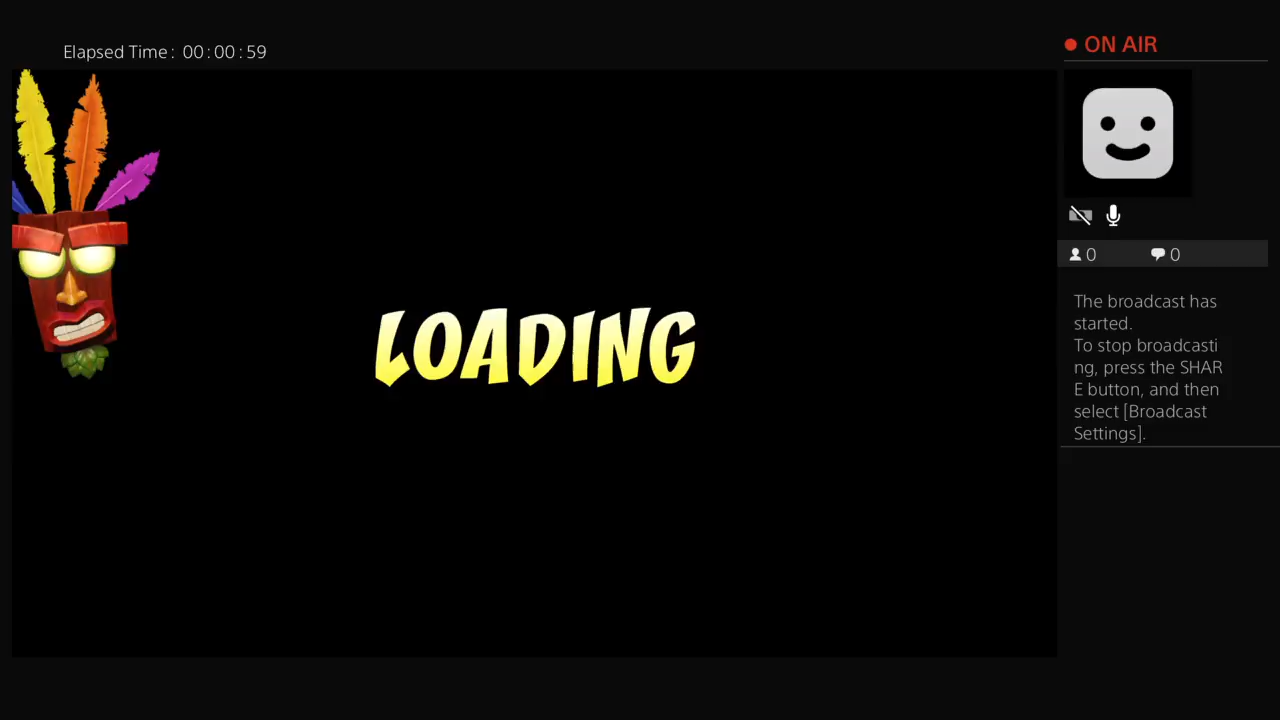 Elapsed Time: 00:00:59
ON AIR
LOADING
0 0
The broadcast has
started.
To stop broadcasti
ng, press the SHAR
E button, and then
select [Broadcast
Settings].